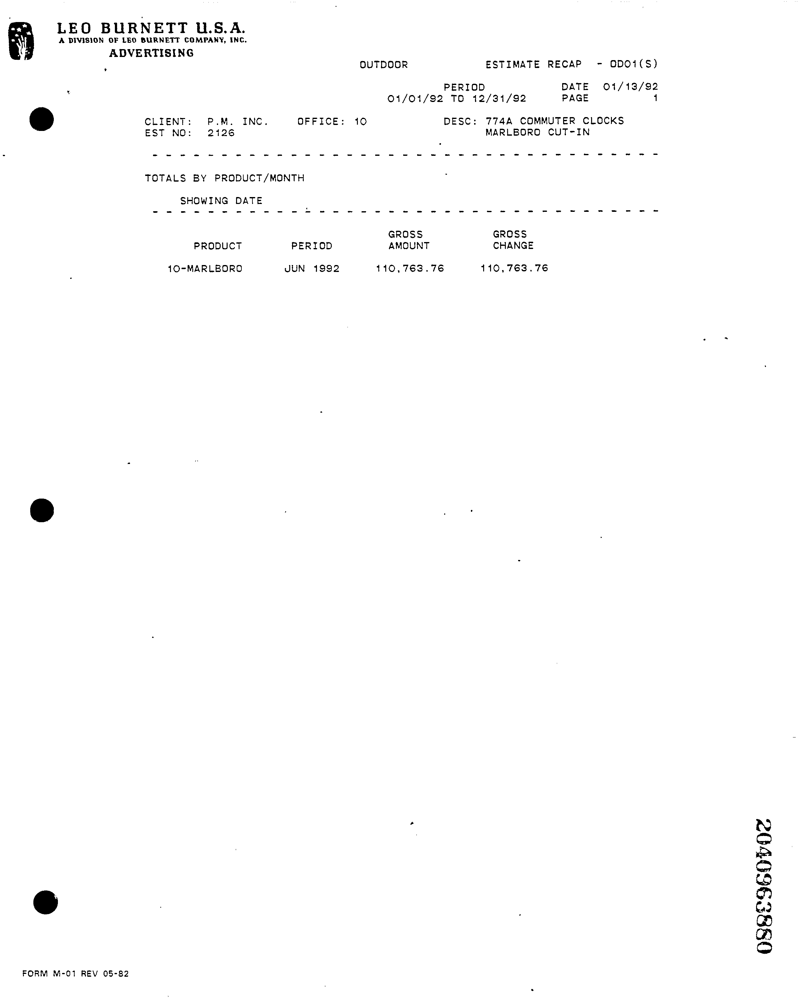 LEO BURNETT U.S.A.
A DIVISION OF LEO BURNETT COMPANY, INC.
ADVERTISING
OUTDOOR ESTIMATE RECAP - OD01(S)
PERIOD DATE 01/13/92
01/01/92 TO 12/31/92 PAGE 1
CLIENT: P.M. INC. OFFICE: 10 DESC: 774A COMMUTER CLOCKS
EST NO: 2126 MARLBORO CUT-IN
TOTALS BY PRODUCT/MONTH
SHOWING DATE
GROSS GROSS
PRODUCT PERIOD AMOUNT CHANGE
10-MARLBORO JUN 1992 110,763.76 110,763.76
2040963880
FORM M-01 REV 05-82